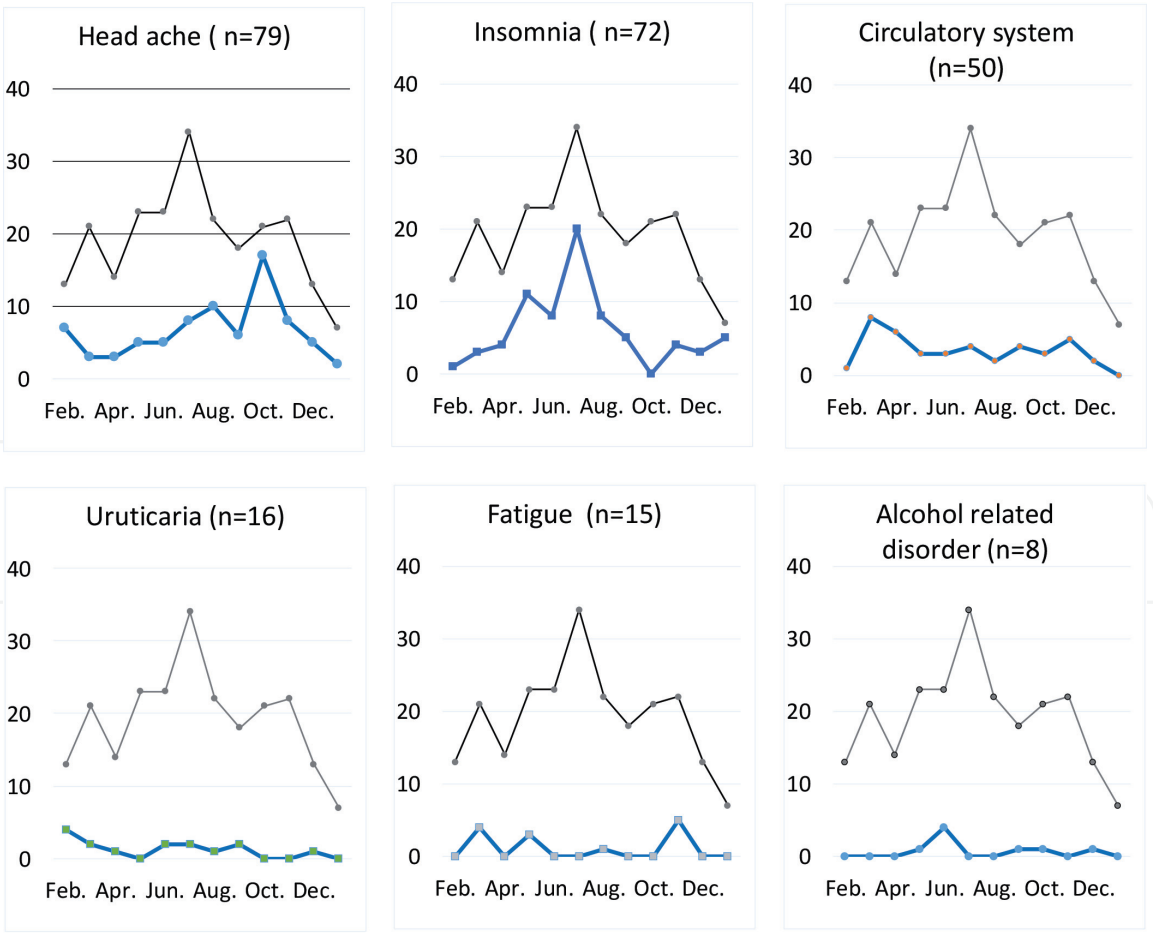 Head ache ( n=79)
40
30
20
10
0
Feb. Apr. Jun. Aug. Oct. Dec.
Insomnia ( n=72)
40
30
20
10
0
Feb. Apr. Jun. Aug. Oct. Dec.
Circulatory system
(n=50)
40
30
20
10
0
Feb. Apr. Jun. Aug. Oct. Dec.
Uruticaria (n=16)
40
30
20
10
0
Feb. Apr. Jun. Aug. Oct. Dec.
Fatigue (n=15)
40
30
20
10
0
Feb. Apr. Jun. Aug. Oct. Dec.
Alcohol related
disorder (n=8)
40
30
20
10
0
Feb. Apr. Jun. Aug. Oct. Dec.